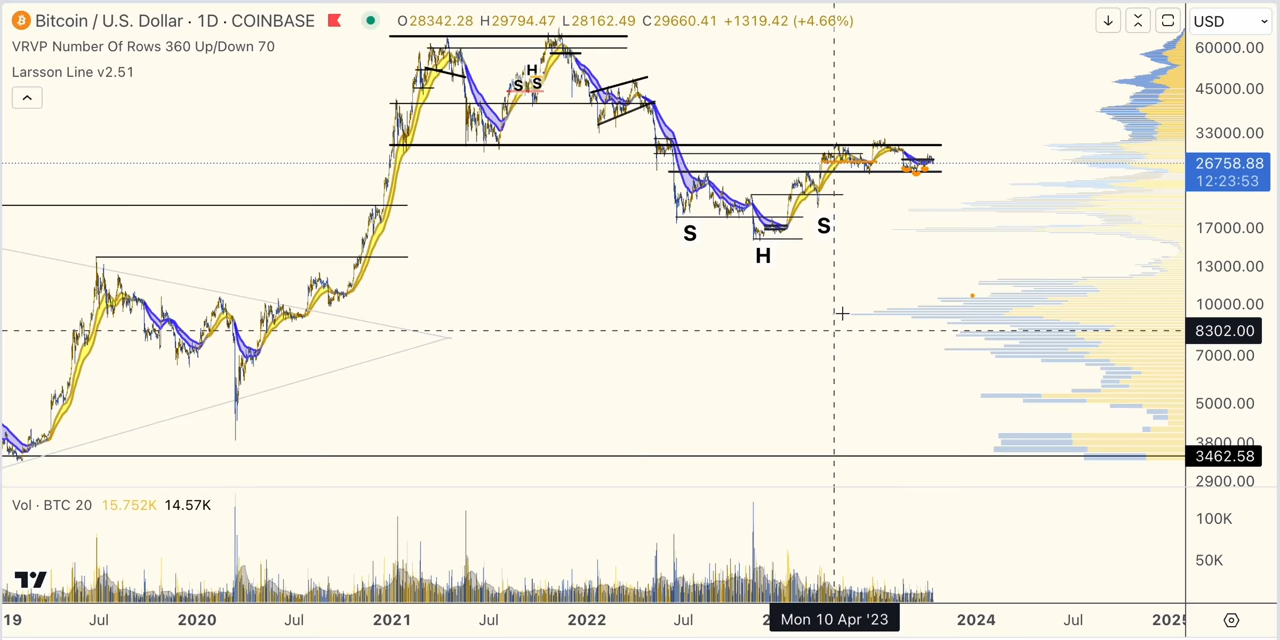 Bitcoin / U.S. Dollar · 1D · COINBASE O28342.28 H29794.47 L28162.49 C29660.41 +1319.42 (+4.66%)
USD
VRVP Number Of Rows 360 Up/Down 70
Larsson Line v2.51
60000.00
45000.00
33000.00
26758.88
12:23:53
17000.00
13000.00
10000.00
8302.00
7000.00
5000.00
3800.00
3462.58
2900.00
H
S S
S
H
S
Vol · BTC 20 15.752K 14.57K
100K
50K
19 Jul 2020 Jul 2021 Jul 2022 Jul Mon 10 Apr '23 2024 Jul 2025